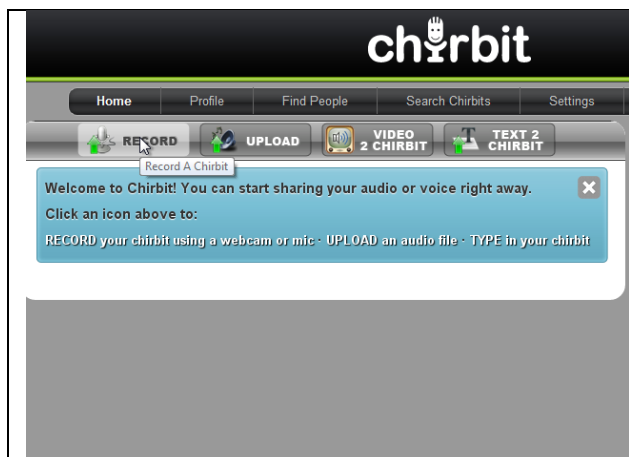 chirbit
Home Profile Find People Search Chirbits Settings
RECORD UPLOAD VIDEO 2 CHIRBIT TEXT 2 CHIRBIT
Record A Chirbit
Welcome to Chirbit! You can start sharing your audio or voice right away.
Click an icon above to:
RECORD your chirbit using a webcam or mic · UPLOAD an audio file · TYPE in your chirbit